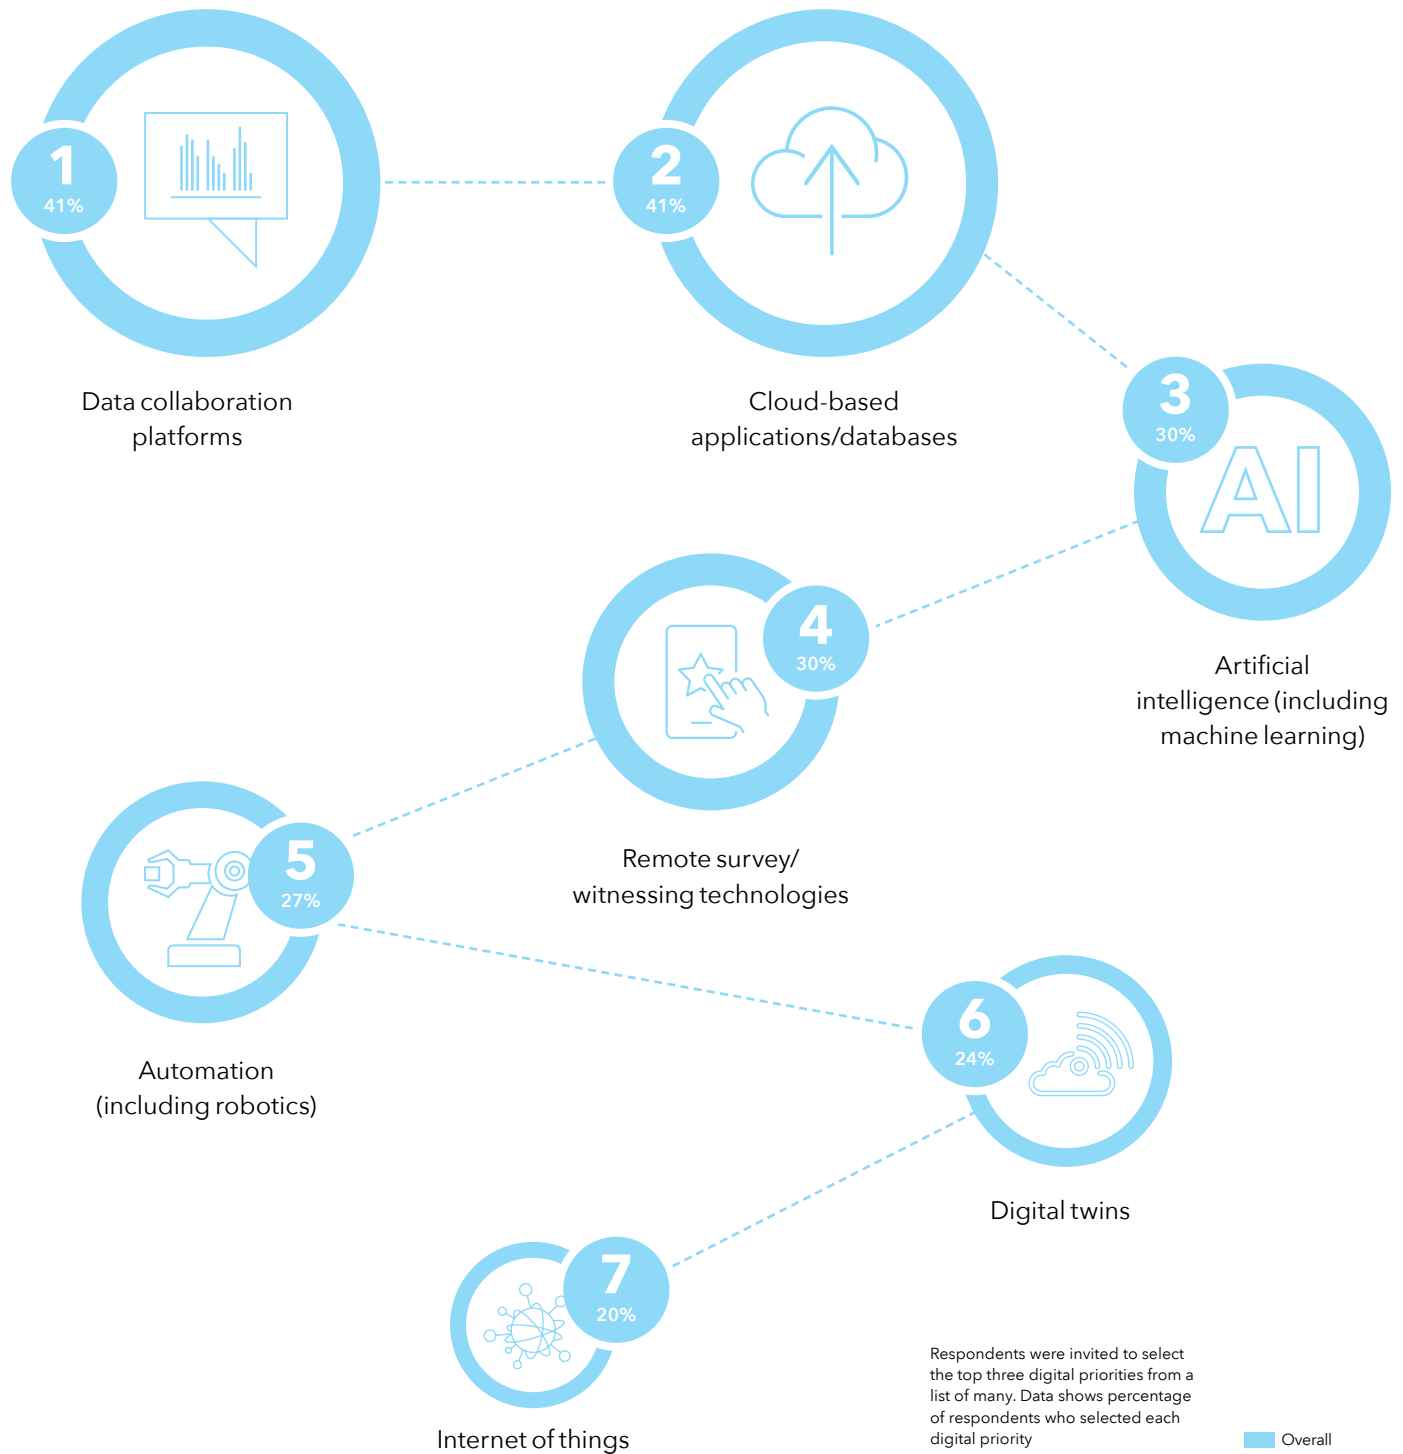 1
41%
2
41%
Data collaboration
platforms
Cloud-based
applications/databases
3
30%
AI
4
30%
Artificial
intelligence (including
machine learning)
5
27%
Remote survey/
witnessing technologies
6
24%
Automation
(including robotics)
Digital twins
7
20%
Internet of things
Respondents were invited to select
the top three digital priorities from a
list of many. Data shows percentage
of respondents who selected each
digital priority
Overall